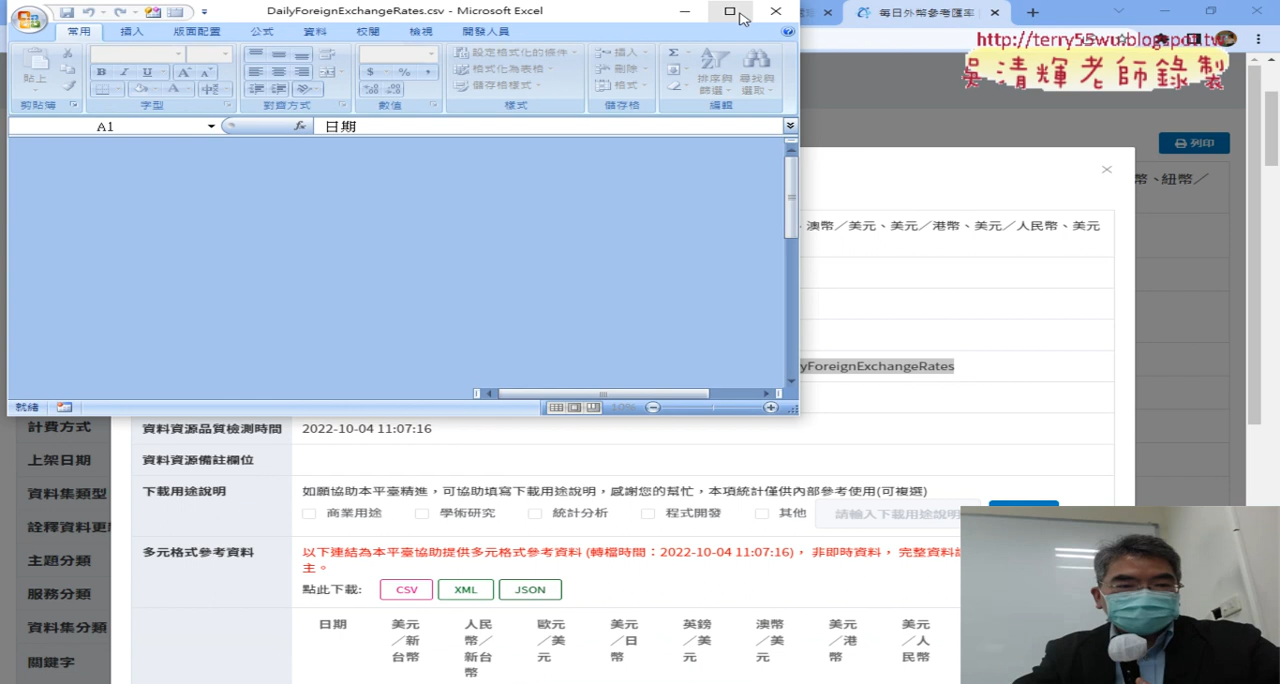 DailyForeignExchangeRates.csv - Microsoft Excel
每日外幣參考匯率
http://terry55wu.blogspot.tw
吳清輝老師錄製
常用 插入 版面配置 公式 資料 校閱 檢視 開發人員
貼上
設定格式化的條件
格式化為表格
儲存格樣式
插入
刪除
格式
排序與篩選
尋找與選取
剪貼簿 字型 對齊方式 數值 樣式 儲存格 編輯
A1 fx 日期
列印
幣、紐幣／
、澳幣／美元、美元／港幣、美元／人民幣、美元
yForeignExchangeRates
就緒 10%
計費方式
上架日期
資料集類型
詮釋資料更
主題分類
服務分類
資料集分類
關鍵字
資料資源品質檢測時間 2022-10-04 11:07:16
資料資源備註欄位
下載用途說明 如願協助本平臺精進，可協助填寫下載用途說明，感謝您的幫忙，本項統計僅供內部參考使用(可複選)
商業用途 學術研究 統計分析 程式開發 其他 請輸入下載用途說明
多元格式參考資料 以下連結為本平臺協助提供多元格式參考資料 (轉檔時間：2022-10-04 11:07:16)， 非即時資料， 完整資料
主。
點此下載: CSV XML JSON
日期 美元／新台幣 人民幣／新台幣 歐元／美元 美元／日幣 英鎊／美元 澳幣／美元 美元／港幣 美元／人民幣